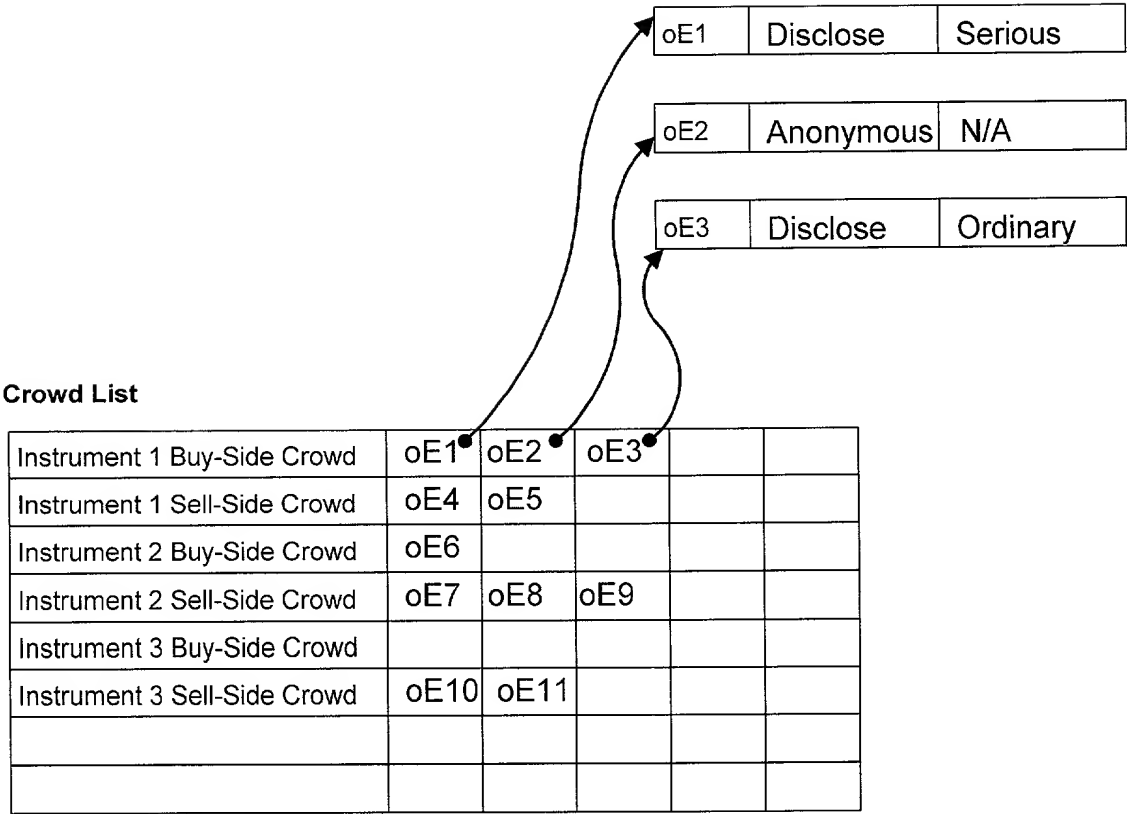 oE1 Disclose Serious
oE2 Anonymous N/A
oE3 Disclose Ordinary
Crowd List
Instrument 1 Buy-Side Crowd oE1 oE2 oE3
Instrument 1 Sell-Side Crowd oE4 oE5
Instrument 2 Buy-Side Crowd oE6
Instrument 2 Sell-Side Crowd oE7 oE8 oE9
Instrument 3 Buy-Side Crowd
Instrument 3 Sell-Side Crowd oE10 oE11